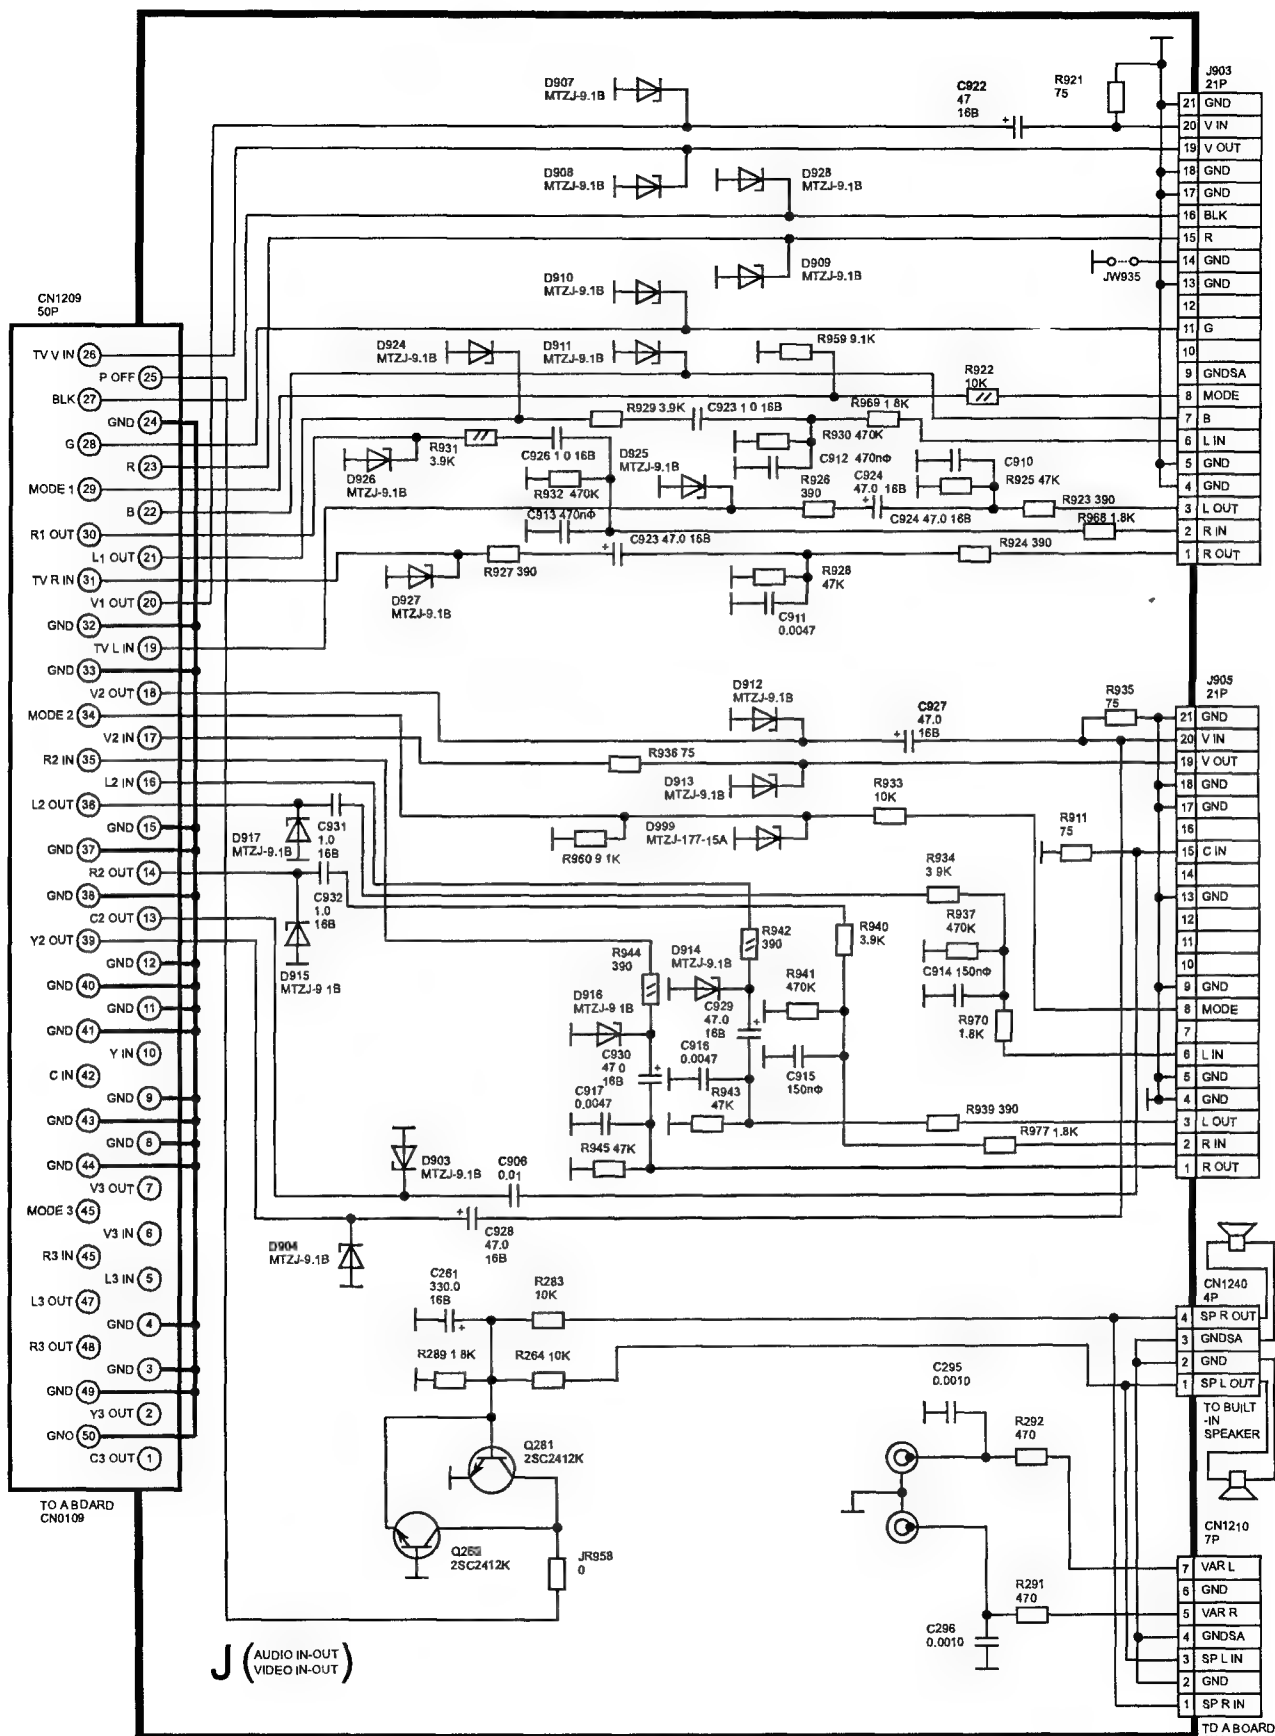 D907
MTZJ-9.1B
C922
47
16B
R921
75
J903
21P
21 GND
20 V IN
19 V OUT
18 GND
17 GND
16 BLK
15 R
14 GND
13 GND
12
11 G
10
9 GNDSA
8 MODE
7 B
6 L IN
5 GND
4 GND
3 L OUT
2 R IN
1 R OUT
D908
MTZJ-9.1B
D928
MTZJ-9.1B
D909
MTZJ-9.1B
JW935
D910
MTZJ-9.1B
D924
MTZJ-9.1B
D911
MTZJ-9.1B
R959 9.1K
R922
10K
R929 3.9K
C923 1 0 16B
R969 1 8K
R931
3.9K
C926 1 0 16B
D925
MTZJ-9.1B
R930 470K
C912 470nФ
D926
MTZJ-9.1B
R932 470K
C913 470nФ
R926
390
C924
47.0 16B
C910
R925 47K
R923 390
C924 47.0 16B
R968 1.8K
C923 47.0 16B
R927 390
R924 390
D927
MTZJ-9.1B
R928
47K
C911
0.0047
CN1209
50P
TV V IN 26
P OFF 25
BLK 27
GND 24
G 28
R 23
MODE 1 29
B 22
R1 OUT 30
L1 OUT 21
TV R IN 31
V1 OUT 20
GND 32
TV L IN 19
GND 33
V2 OUT 18
MODE 2 34
V2 IN 17
R2 IN 35
L2 IN 16
L2 OUT 36
GND 15
GND 37
R2 OUT 14
GND 38
C2 OUT 13
Y2 OUT 39
GND 12
GND 40
GND 11
GND 41
Y IN 10
C IN 42
GND 9
GND 43
GND 8
GND 44
V3 OUT 7
MODE 3 45
V3 IN 6
R3 IN 45
L3 IN 5
L3 OUT 47
GND 4
R3 OUT 48
GND 3
GND 49
Y3 OUT 2
GNO 50
C3 OUT 1
TO A BDARD
CN0109
D912
MTZJ-9.1B
C927
47.0
16B
R935
75
J905
21P
21 GND
20 V IN
19 V OUT
18 GND
17 GND
16
15 C IN
14
13 GND
12
11
10
9 GND
8 MODE
7
6 L IN
5 GND
4 GND
3 L OUT
2 R IN
1 R OUT
R936 75
D913
MTZJ-9.1B
R933
10K
D917
MTZJ-9.1B
C931
1.0
16B
R960 9 1K
D999
MTZJ-177-15A
R911
75
C932
1.0
16B
R934
3 9K
D915
MTZJ-9 1B
R944
390
D914
MTZJ-9.1B
R942
390
R940
3.9K
R937
470K
C914 150nФ
D916
MTZJ-9 1B
C929
47.0
16B
R941
470K
R970
1.8K
C930
47 0
16B
C916
0.0047
C915
150nФ
C917
0.0047
R943
47K
R939 390
R945 47K
R977 1.8K
D903
MTZJ-9.1B
C906
0.01
D904
MTZJ-9.1B
C928
47.0
16B
C261
330.0
16B
R283
10K
R289 1 8K
R264 10K
CN1240
4P
4 SP R OUT
3 GNDSA
2 GND
1 SP L OUT
TO BUILT
-IN
SPEAKER
C295
0.0010
R292
470
Q281
2SC2412K
JR958
0
2SC2412K
CN1210
7P
7 VAR L
6 GND
5 VAR R
4 GNDSA
3 SP L IN
2 GND
1 SP R IN
R291
470
C296
0.0010
J (AUDIO IN-OUT
VIDEO IN-OUT)
TD A BOARD